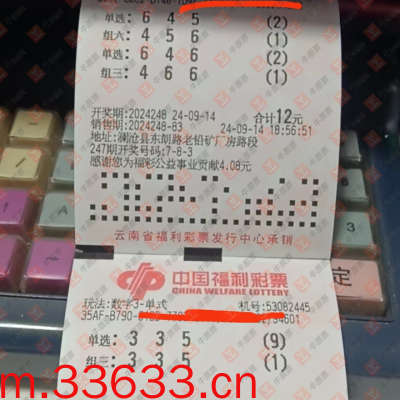 单选: 6 4 5 (2)
组六: 4 5 6 (1)
单选: 6 4 6 (2)
组三: 4 6 6 (1)
开奖期:2024248 24-09-14 合计12元
销售期:2024248-83 24-09-14 18:56:51
地址:澜沧县东朗路老铅矿厂房路段
247期开奖号码:7-8-3
感谢您为福彩公益事业贡献4.08元
云南省福利彩票发行中心承销
中国福利彩票
CHINA WELFARE LOTTERY
玩法:数字3-单式 机号:53082445
35AF-B790-
34601
单选: 3 3 5 (9)
组三: 3 3 5 (1)
定
m.33633.cn